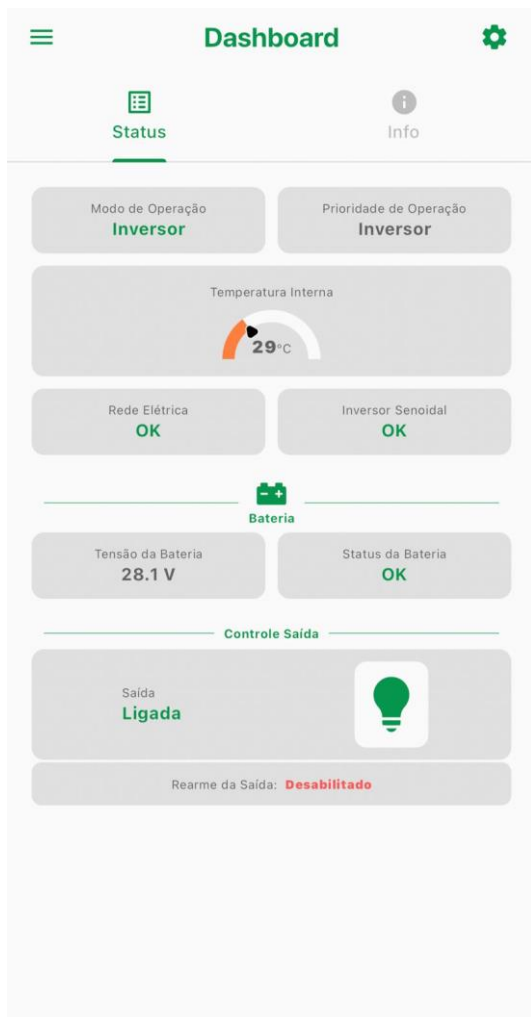 Dashboard
Status
Info
Modo de Operação
Inversor
Prioridade de Operação
Inversor
Temperatura Interna
29°C
Rede Elétrica
OK
Inversor Senoidal
OK
Bateria
Tensão da Bateria
28.1 V
Status da Bateria
OK
Controle Saída
Saída
Ligada
Rearme da Saída: Desabilitado